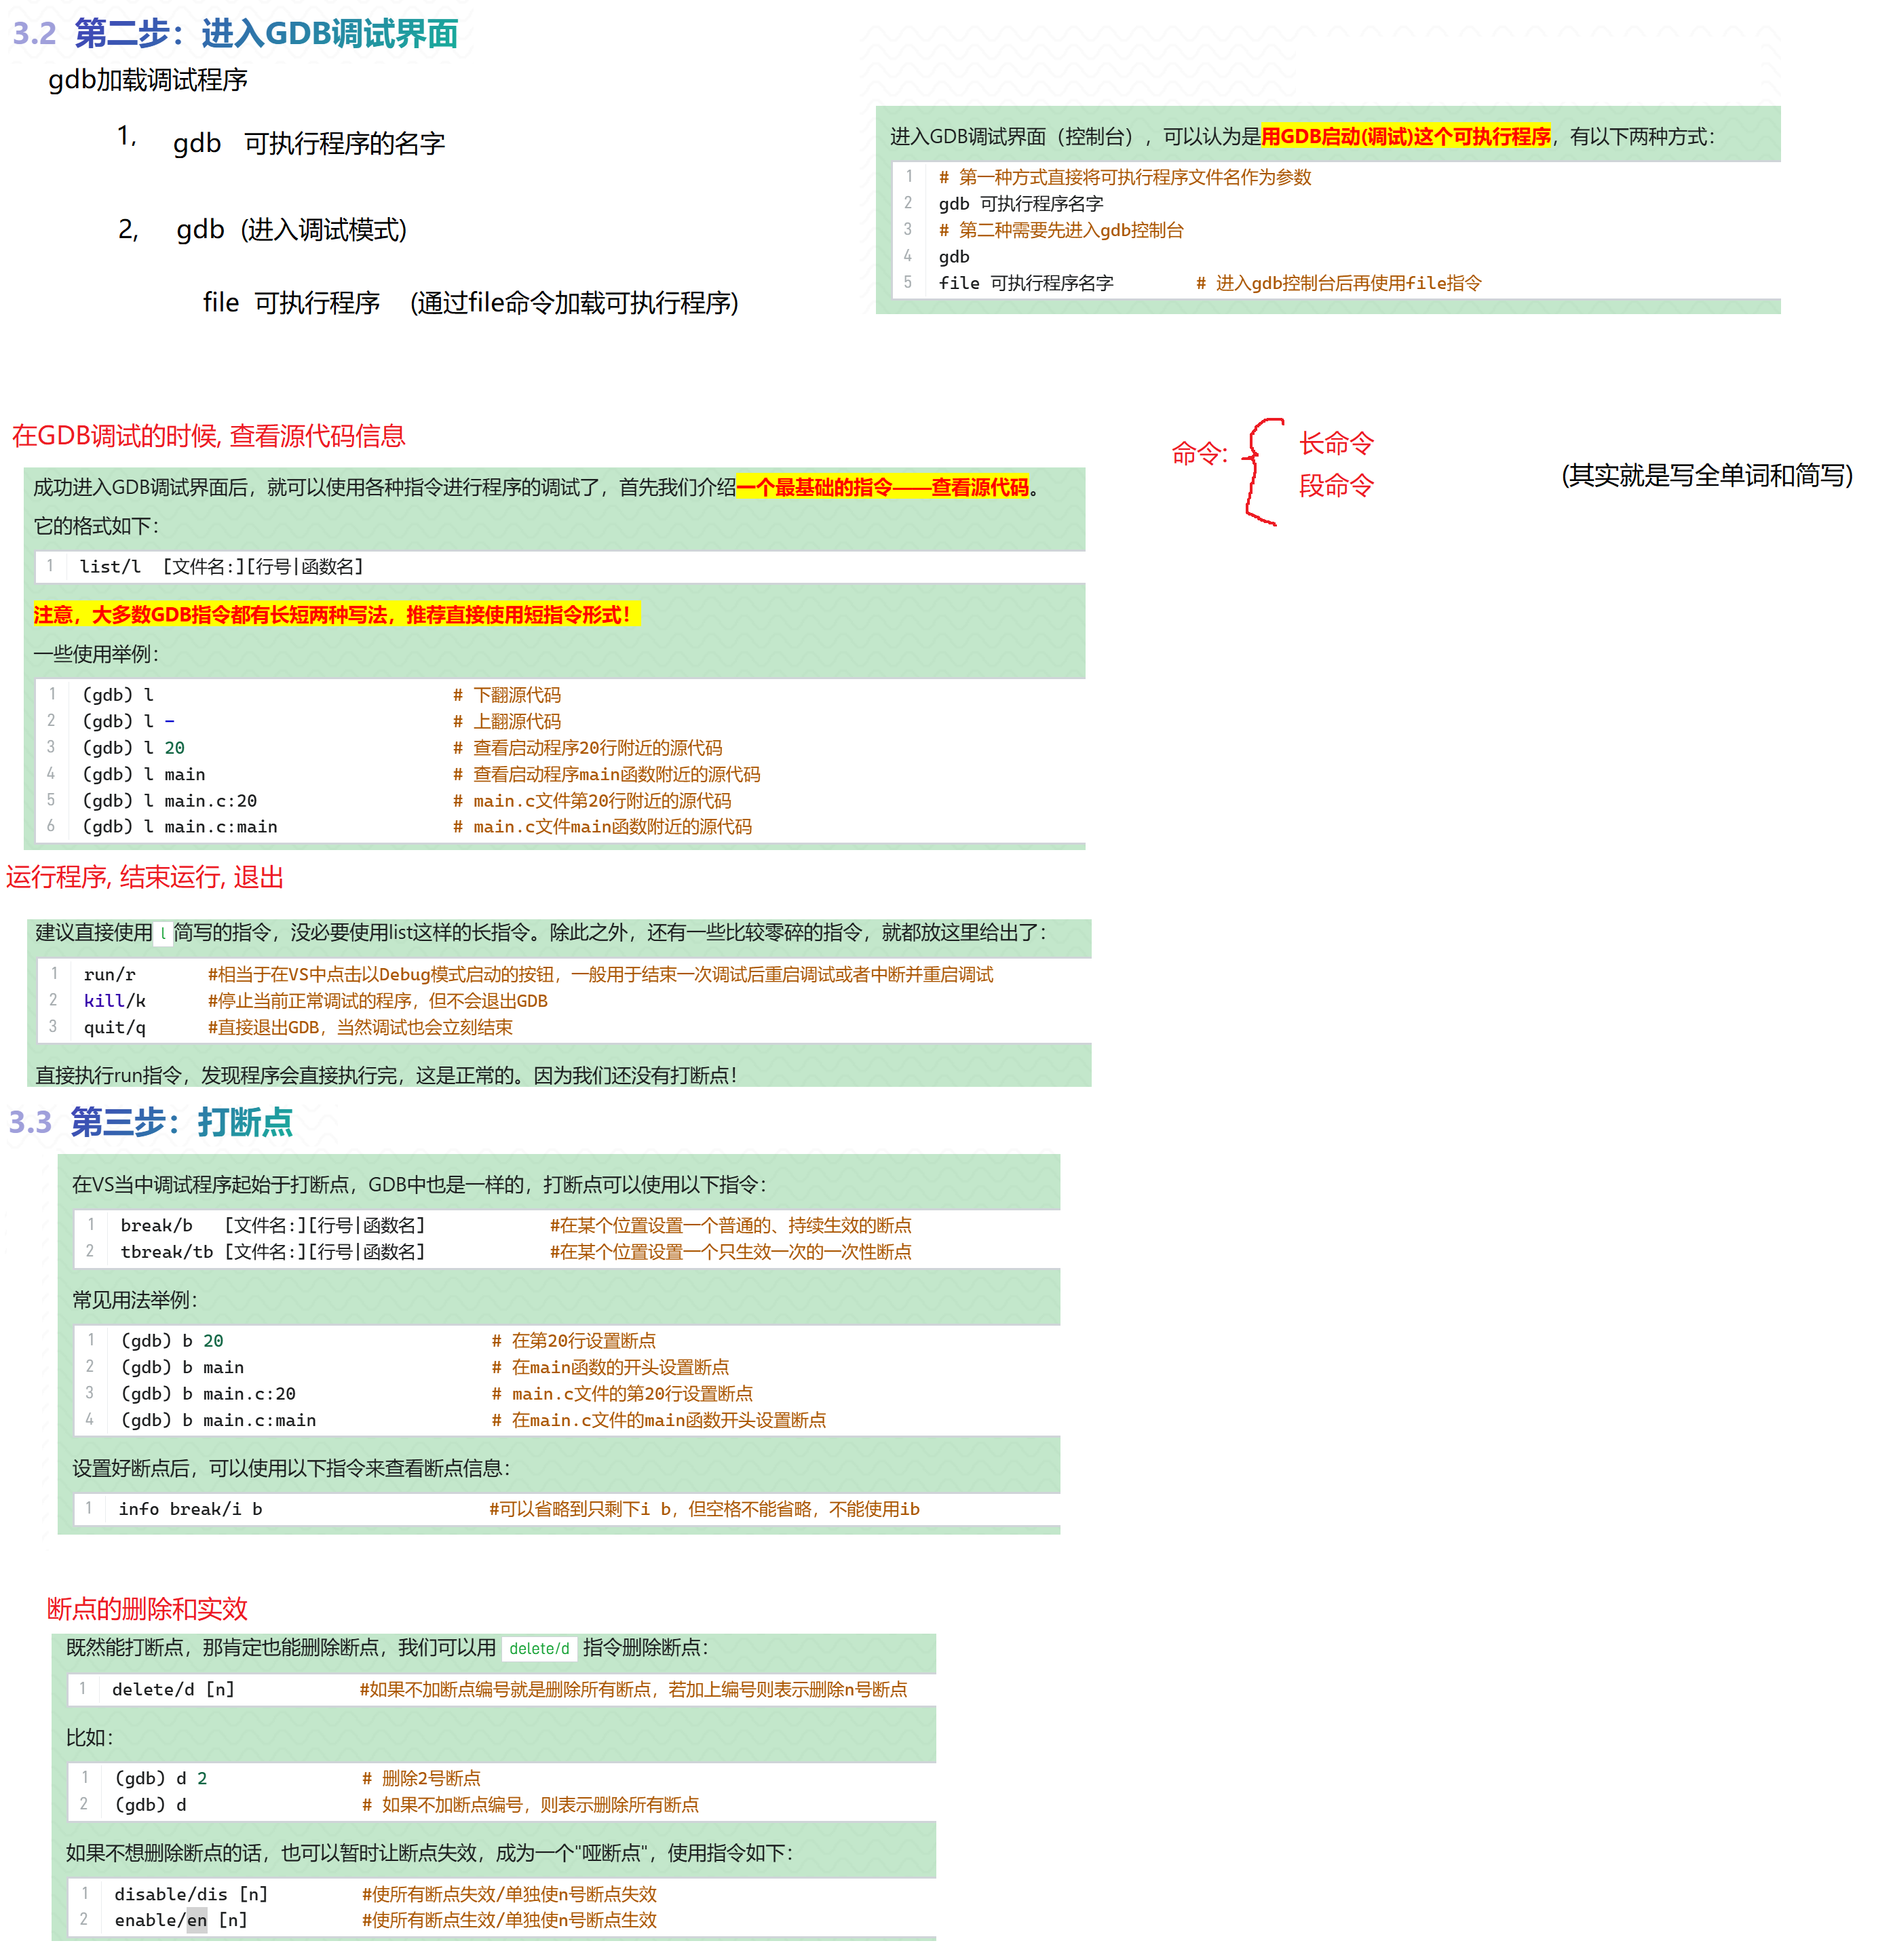 3.2 第二步：进入GDB调试界面
gdb加载调试程序
1, gdb 可执行程序的名字
2, gdb (进入调试模式)
file 可执行程序 (通过file命令加载可执行程序)
进入GDB调试界面（控制台），可以认为是用GDB启动(调试)这个可执行程序，有以下两种方式：
1 # 第一种方式直接将可执行程序文件名作为参数
2 gdb 可执行程序名字
3 # 第二种需要先进入gdb控制台
4 gdb
5 file 可执行程序名字 # 进入gdb控制台后再使用file指令
在GDB调试的时候, 查看源代码信息
成功进入GDB调试界面后，就可以使用各种指令进行程序的调试了，首先我们介绍一个最基础的指令——查看源代码。
它的格式如下：
1 list/l [文件名:][行号|函数名]
注意，大多数GDB指令都有长短两种写法，推荐直接使用短指令形式！
一些使用举例：
1 (gdb) l # 下翻源代码
2 (gdb) l - # 上翻源代码
3 (gdb) l 20 # 查看启动程序20行附近的源代码
4 (gdb) l main # 查看启动程序main函数附近的源代码
5 (gdb) l main.c:20 # main.c文件第20行附近的源代码
6 (gdb) l main.c:main # main.c文件main函数附近的源代码
命令:
长命令
段命令
(其实就是写全单词和简写)
运行程序, 结束运行, 退出
建议直接使用 l 简写的指令，没必要使用list这样的长指令。除此之外，还有一些比较零碎的指令，就都放这里给出了：
1 run/r #相当于在VS中点击以Debug模式启动的按钮，一般用于结束一次调试后重启调试或者中断并重启调试
2 kill/k #停止当前正常调试的程序，但不会退出GDB
3 quit/q #直接退出GDB，当然调试也会立刻结束
直接执行run指令，发现程序会直接执行完，这是正常的。因为我们还没有打断点！
3.3 第三步：打断点
在VS当中调试程序起始于打断点，GDB中也是一样的，打断点可以使用以下指令：
1 break/b [文件名:][行号|函数名] #在某个位置设置一个普通的、持续生效的断点
2 tbreak/tb [文件名:][行号|函数名] #在某个位置设置一个只生效一次的一次性断点
常见用法举例：
1 (gdb) b 20 # 在第20行设置断点
2 (gdb) b main # 在main函数的开头设置断点
3 (gdb) b main.c:20 # main.c文件的第20行设置断点
4 (gdb) b main.c:main # 在main.c文件的main函数开头设置断点
设置好断点后，可以使用以下指令来查看断点信息：
1 info break/i b #可以省略到只剩下i b，但空格不能省略，不能使用ib
断点的删除和实效
既然能打断点，那肯定也能删除断点，我们可以用 delete/d 指令删除断点：
1 delete/d [n] #如果不加断点编号就是删除所有断点，若加上编号则表示删除n号断点
比如：
1 (gdb) d 2 # 删除2号断点
2 (gdb) d # 如果不加断点编号，则表示删除所有断点
如果不想删除断点的话，也可以暂时让断点失效，成为一个"哑断点"，使用指令如下：
1 disable/dis [n] #使所有断点失效/单独使n号断点失效
2 enable/en [n] #使所有断点生效/单独使n号断点生效